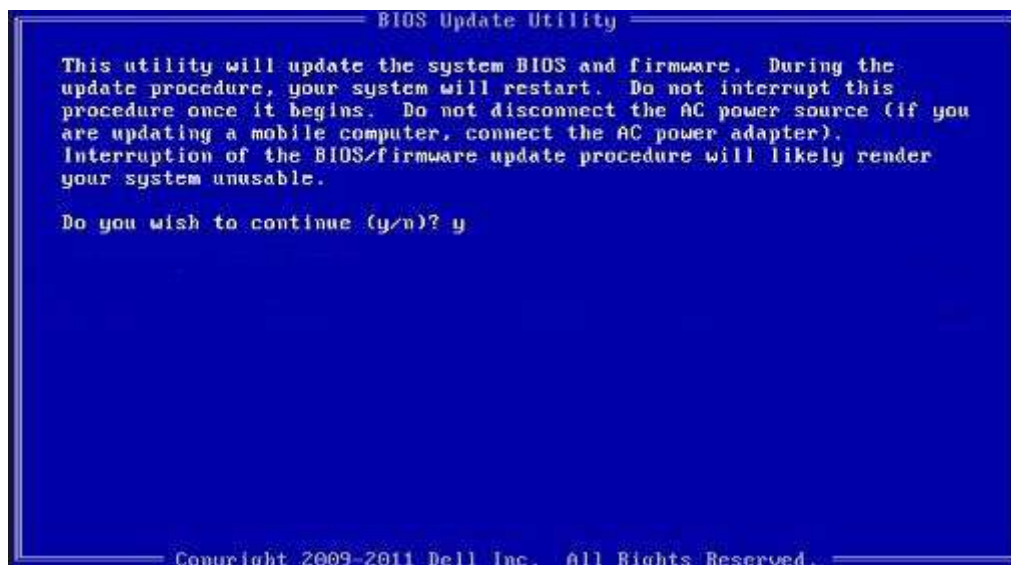 BIOS Update Utility
This utility will update the system BIOS and firmware.  During the
update procedure, your system will restart.  Do not interrupt this
procedure once it begins.  Do not disconnect the AC power source (if you
are updating a mobile computer, connect the AC power adapter).
Interruption of the BIOS/firmware update procedure will likely render
your system unusable.
Do you wish to continue (y/n)? y
Copyright 2009-2011 Dell Inc.  All Rights Reserved.